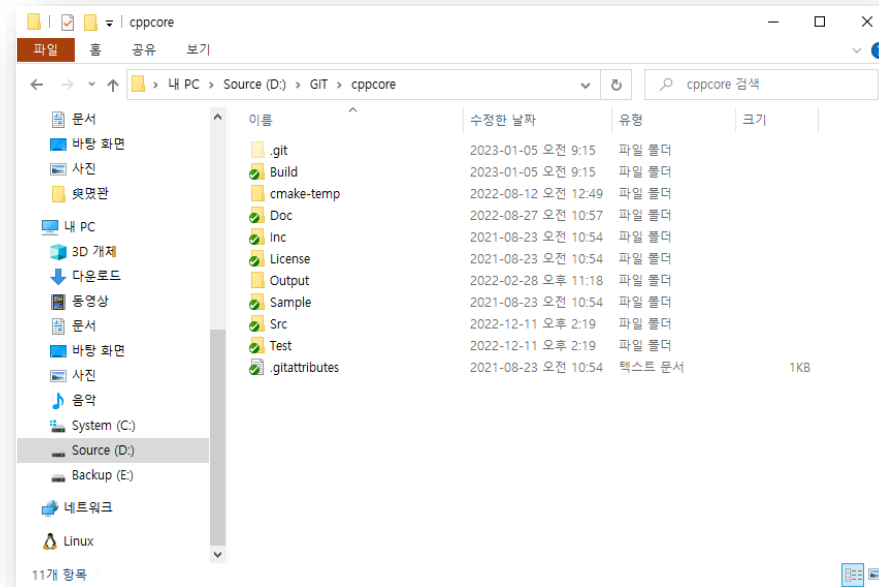 cppcore
파일 홈 공유 보기
내 PC > Source (D:) > GIT > cppcore
cppcore 검색
문서
바탕 화면
사진
내 PC
3D 개체
다운로드
동영상
문서
바탕 화면
사진
음악
System (C:)
Source (D:)
Backup (E:)
네트워크
Linux
이름 수정한 날짜 유형 크기
.git 2023-01-05 오전 9:15 파일 폴더
Build 2023-01-05 오전 9:15 파일 폴더
cmake-temp 2022-08-12 오전 12:49 파일 폴더
Doc 2022-08-27 오전 10:57 파일 폴더
Inc 2021-08-23 오전 10:54 파일 폴더
License 2021-08-23 오전 10:54 파일 폴더
Output 2022-02-28 오후 11:18 파일 폴더
Sample 2021-08-23 오전 10:54 파일 폴더
Src 2022-12-11 오후 2:19 파일 폴더
Test 2022-12-11 오후 2:19 파일 폴더
.gitattributes 2021-08-23 오전 10:54 텍스트 문서 1KB
11개 항목